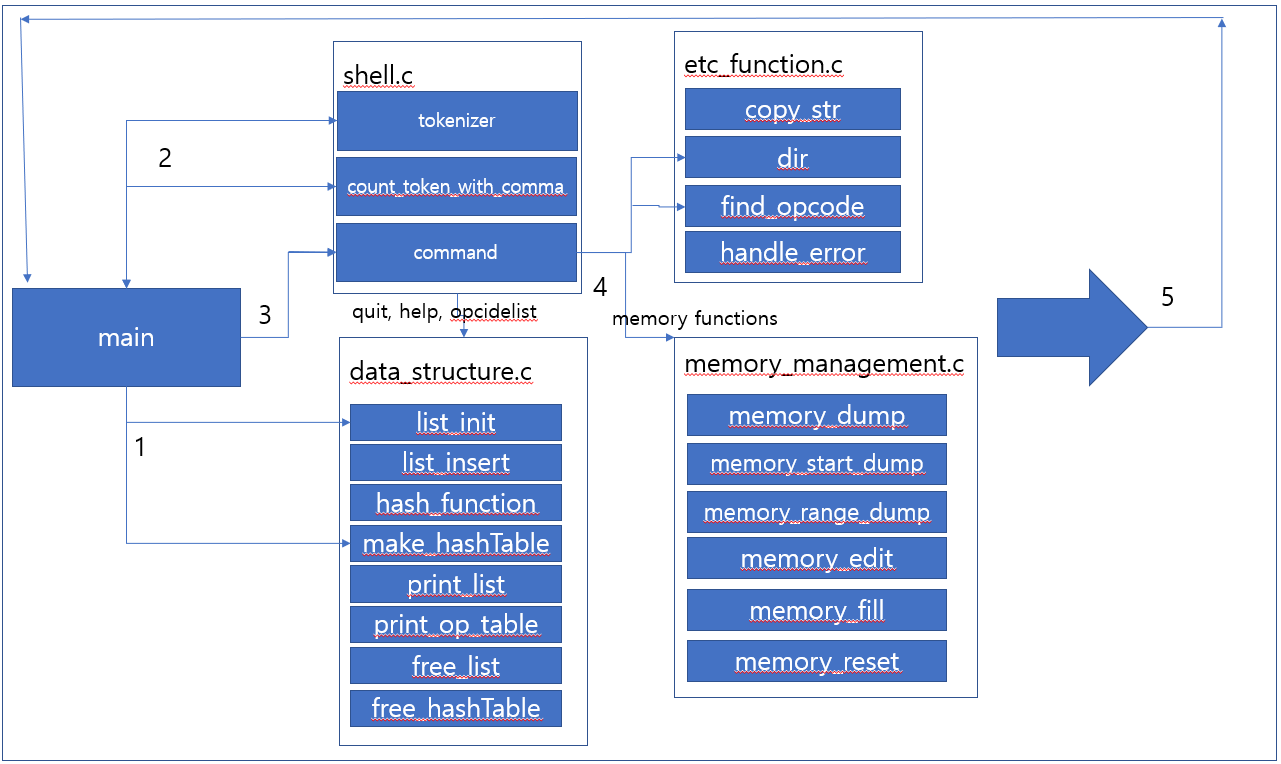 shell.c
tokenizer
count_token_with_comma
command
etc_function.c
copy_str
dir
find_opcode
handle_error
2
main
3
4
5
quit, help, opcidelist
memory functions
1
data_structure.c
list_init
list_insert
hash_function
make_hashTable
print_list
print_op_table
free_list
free_hashTable
memory_management.c
memory_dump
memory_start_dump
memory_range_dump
memory_edit
memory_fill
memory_reset